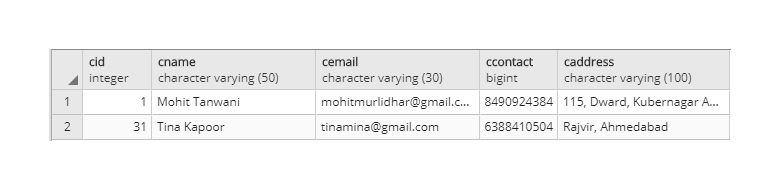 cid cname cemail ccontact caddress
integer character varying (50) character varying (30) bigint character varying (100)
1 1 Mohit Tanwani mohitmurlidhar@gmail.c... 8490924384 115, Dward, Kubernagar A...
2 31 Tina Kapoor tinamina@gmail.com 6388410504 Rajvir, Ahmedabad